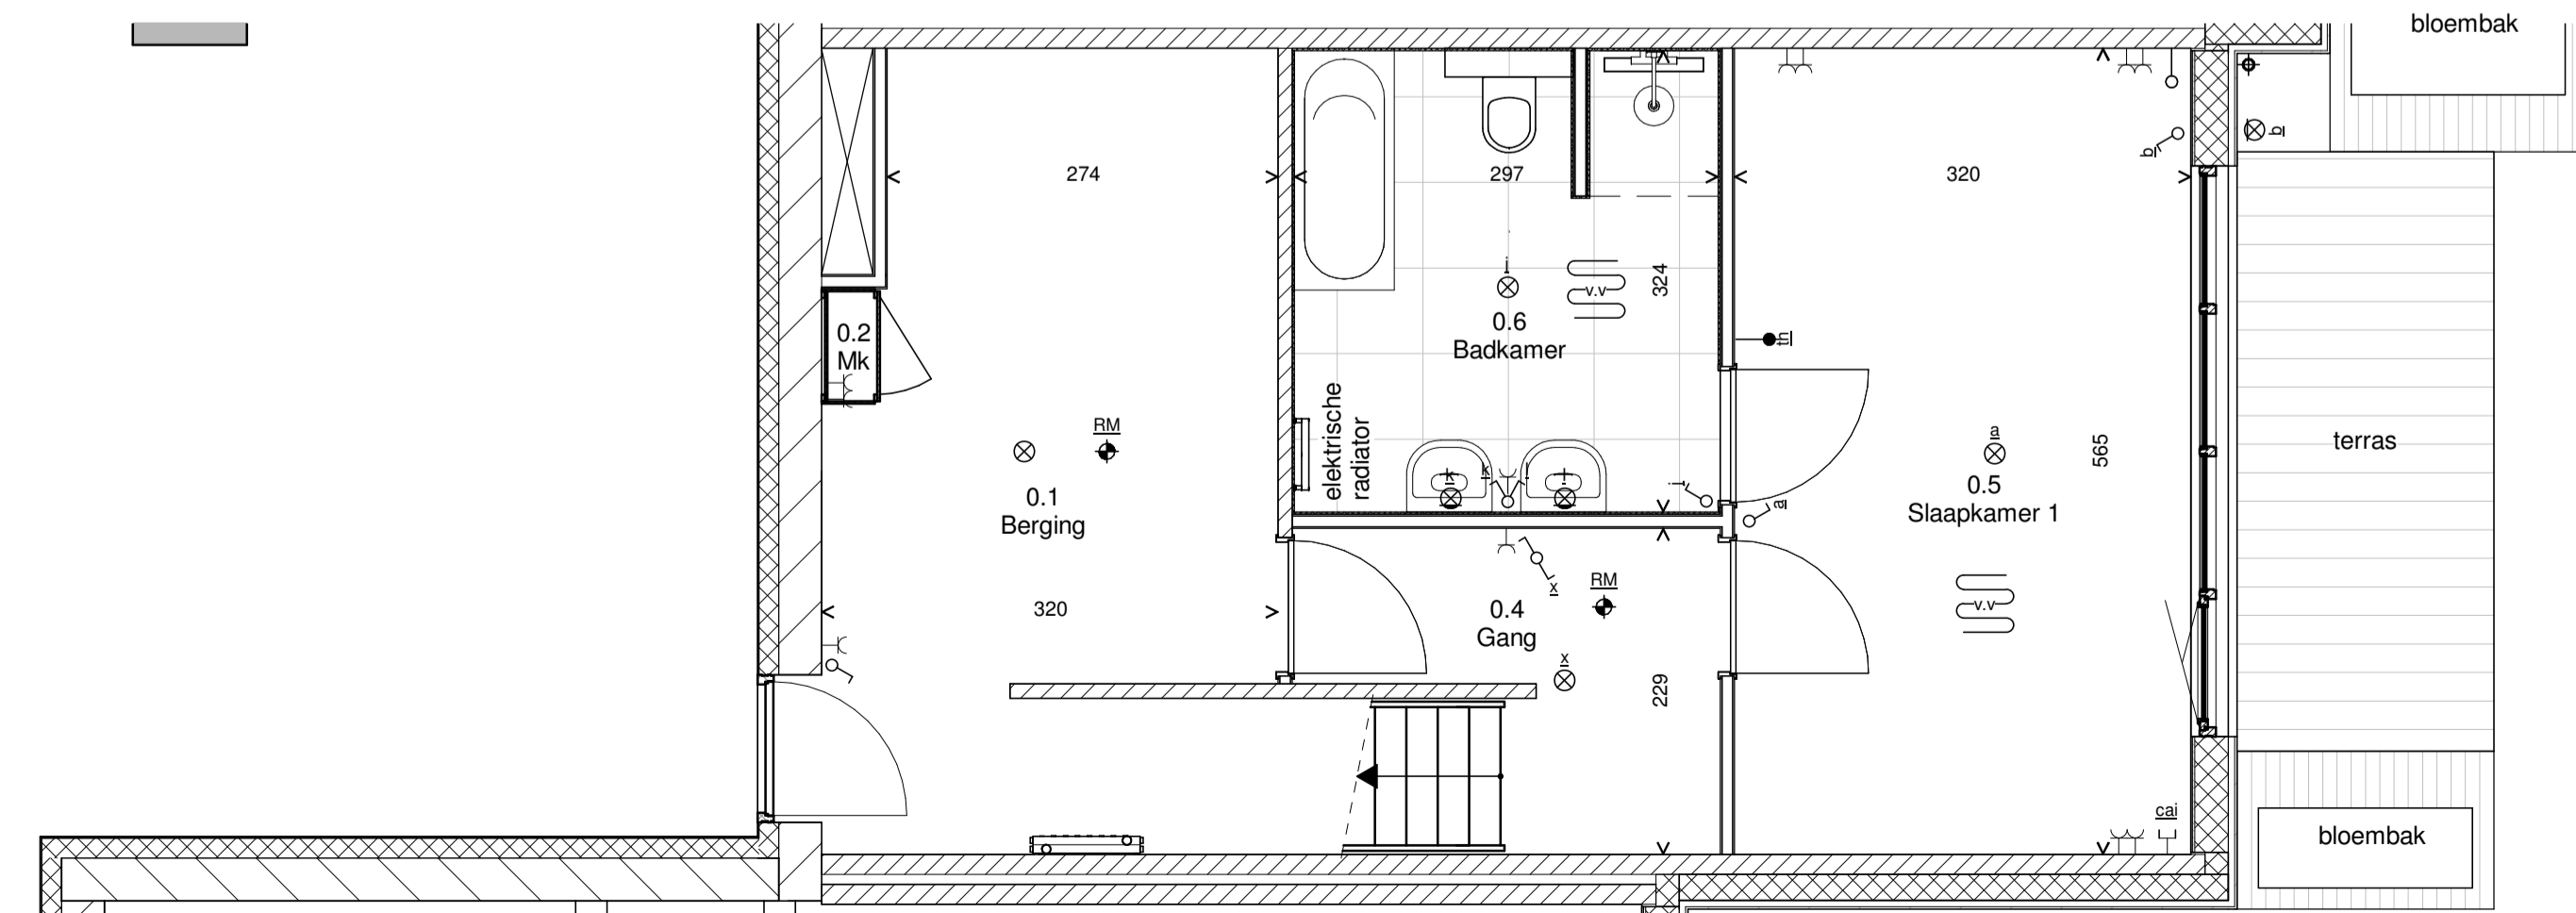 bloembak
274
297
320
b
b
j
324
v.v
0.2
Mk
0.6
Badkamer
th
elektrische
radiator
RM
a
565
terras
0.1
Berging
k
k
l
l
j
a
0.5
Slaapkamer 1
x
RM
320
0.4
Gang
v.v
x
229
cai
bloembak